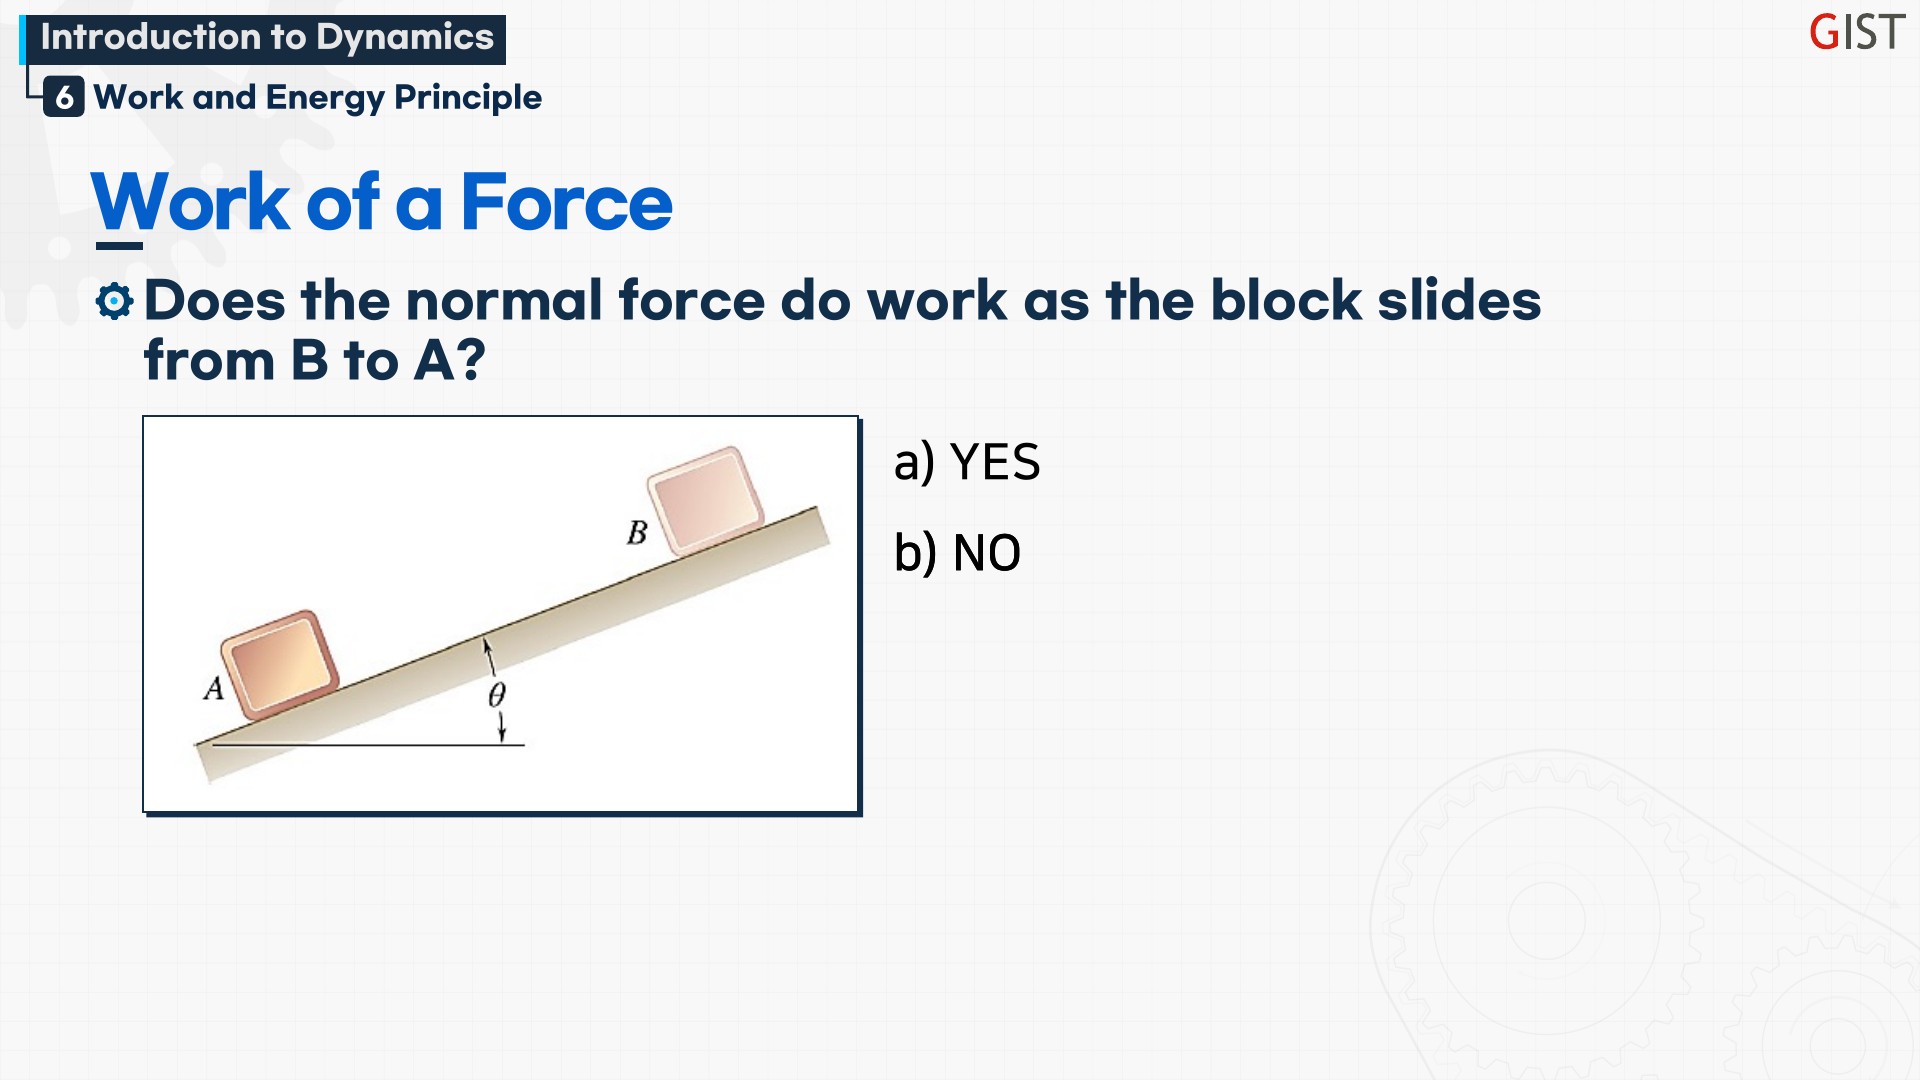 Introduction to Dynamics
GIST
6 Work and Energy Principle
Work of a Force
Does the normal force do work as the block slides
from B to A?
a) YES
b) NO
B
A
θ